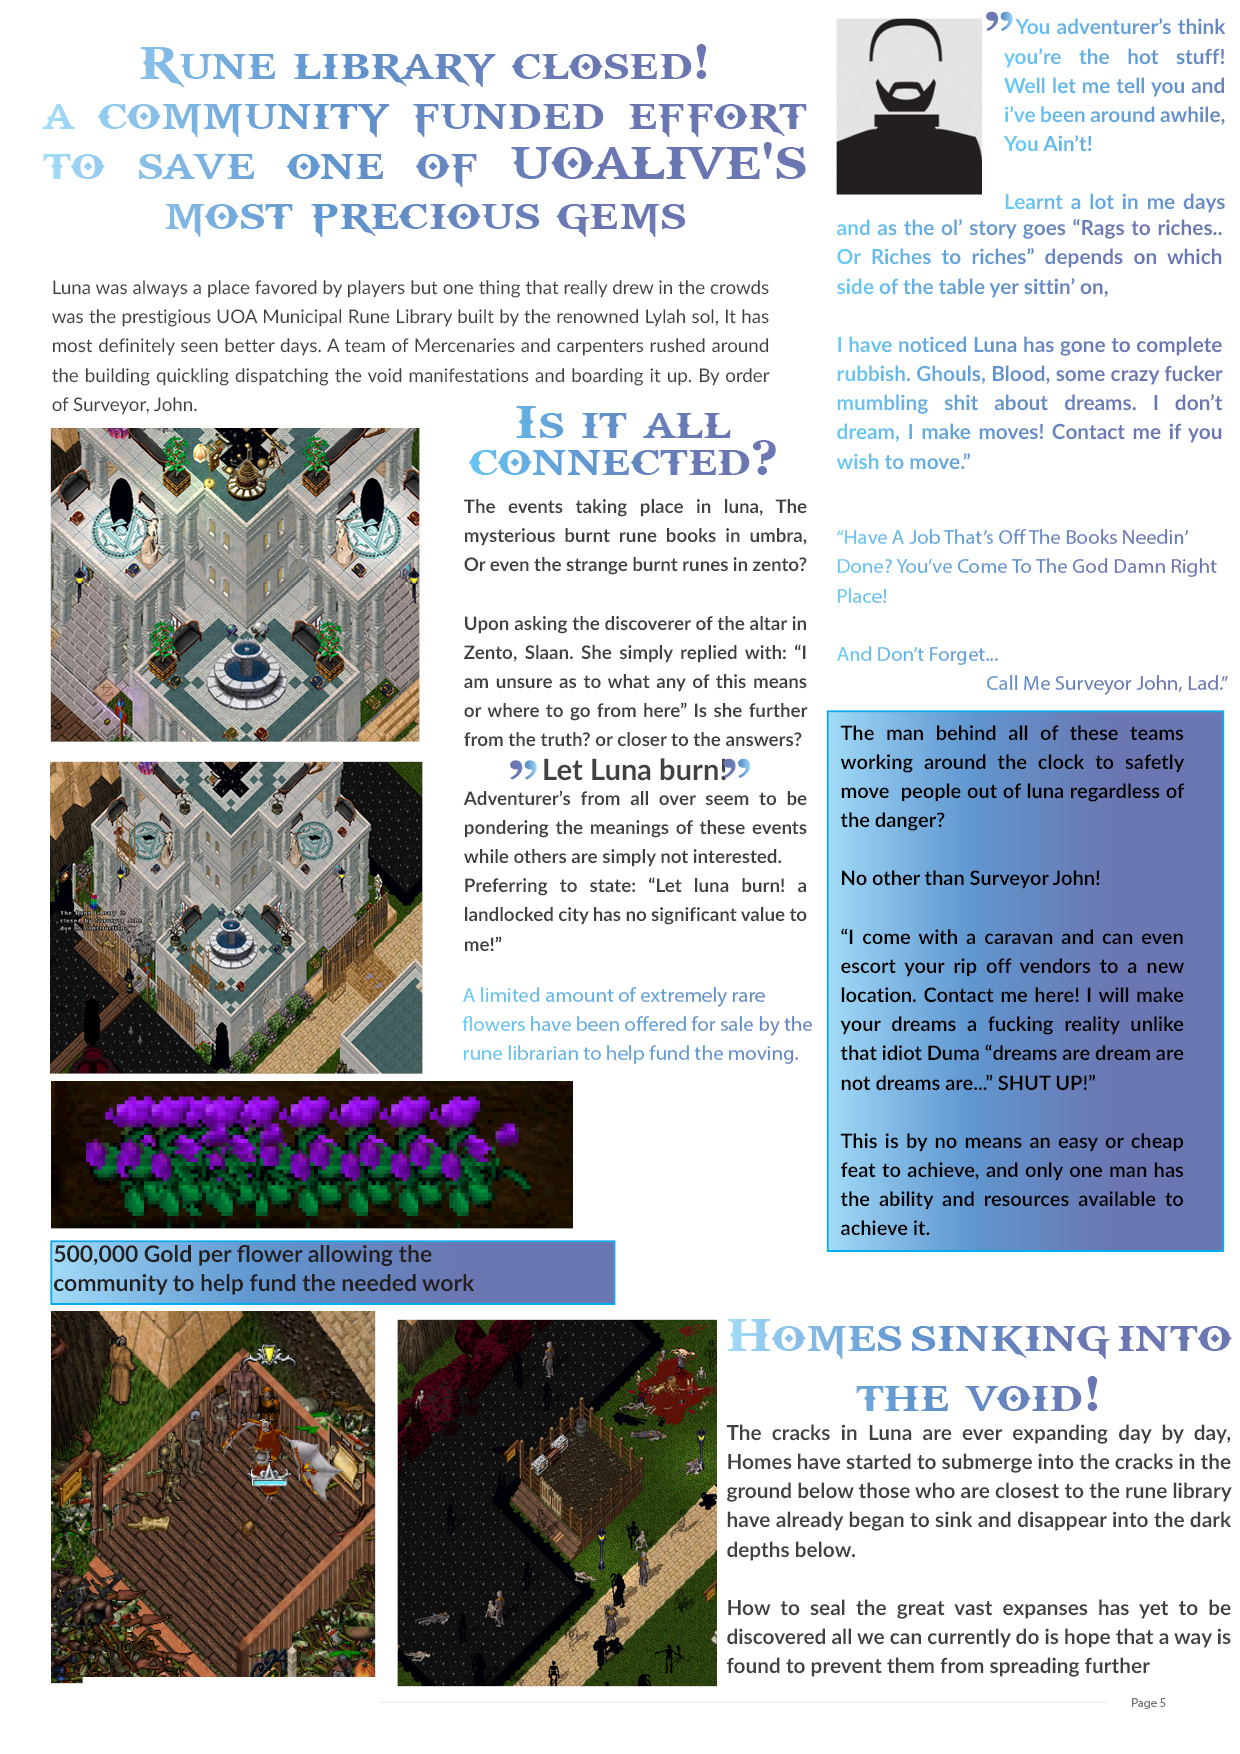 RUNE LIBRARY CLOSED!
A COMMUNITY FUNDED EFFORT
TO SAVE ONE OF UOALIVE'S
MOST PRECIOUS GEMS
Luna was always a place favored by players but one thing that really drew in the crowds
was the prestigious UOA Municipal Rune Library built by the renowned Lylah sol, It has
most definitely seen better days. A team of Mercenaries and carpenters rushed around
the building quickling dispatching the void manifestations and boarding it up. By order
of Surveyor, John.
IS IT ALL
CONNECTED?
The events taking place in luna, The
mysterious burnt rune books in umbra,
Or even the strange burnt runes in zento?
Upon asking the discoverer of the altar in
Zento, Slaan. She simply replied with: “I
am unsure as to what any of this means
or where to go from here” Is she further
from the truth? or closer to the answers?
”Let Luna burn!”
Adventurer’s from all over seem to be
pondering the meanings of these events
while others are simply not interested.
Preferring to state: “Let luna burn! a
landlocked city has no significant value to
me!”
A limited amount of extremely rare
flowers have been offered for sale by the
rune librarian to help fund the moving.
The Rune Library is
closed by Surveyor John
due to construction.
500,000 Gold per flower allowing the
community to help fund the needed work
”You adventurer’s think
you’re the hot stuff!
Well let me tell you and
i’ve been around awhile,
You Ain’t!
Learnt a lot in me days
and as the ol’ story goes “Rags to riches..
Or Riches to riches” depends on which
side of the table yer sittin’ on,
I have noticed Luna has gone to complete
rubbish. Ghouls, Blood, some crazy fucker
mumbling shit about dreams. I don’t
dream, I make moves! Contact me if you
wish to move.”
“Have A Job That’s Off The Books Needin’
Done? You’ve Come To The God Damn Right
Place!
And Don’t Forget...
Call Me Surveyor John, Lad.”
The man behind all of these teams
working around the clock to safetly
move people out of luna regardless of
the danger?
No other than Surveyor John!
“I come with a caravan and can even
escort your rip off vendors to a new
location. Contact me here! I will make
your dreams a fucking reality unlike
that idiot Duma “dreams are dream are
not dreams are...” SHUT UP!”
This is by no means an easy or cheap
feat to achieve, and only one man has
the ability and resources available to
achieve it.
HOMES SINKING INTO
THE VOID!
The cracks in Luna are ever expanding day by day,
Homes have started to submerge into the cracks in the
ground below those who are closest to the rune library
have already began to sink and disappear into the dark
depths below.
How to seal the great vast expanses has yet to be
discovered all we can currently do is hope that a way is
found to prevent them from spreading further
Page 5